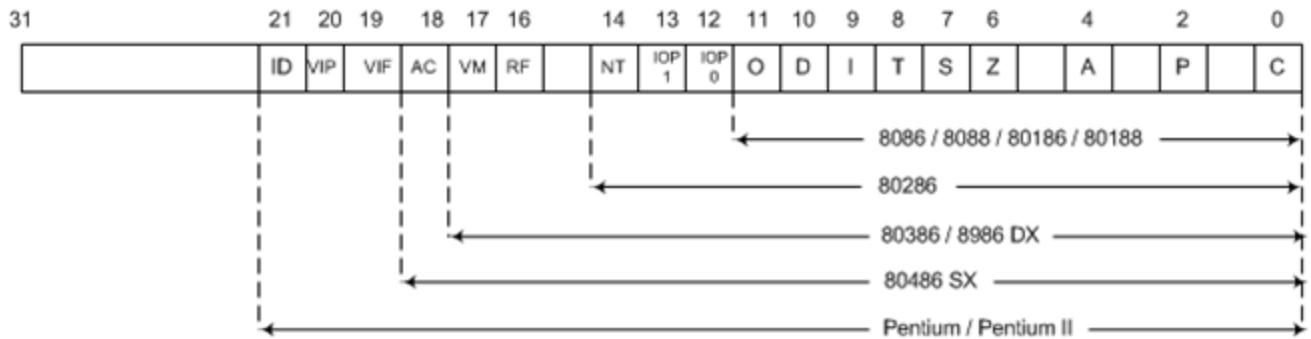 31 21 20 19 18 17 16 14 13 12 11 10 9 8 7 6 4 2 0
ID VIP VIF AC VM RF NT IOP 1 IOP 0 O D I T S Z A P C
8086 / 8088 / 80186 / 80188
80286
80386 / 8986 DX
80486 SX
Pentium / Pentium II